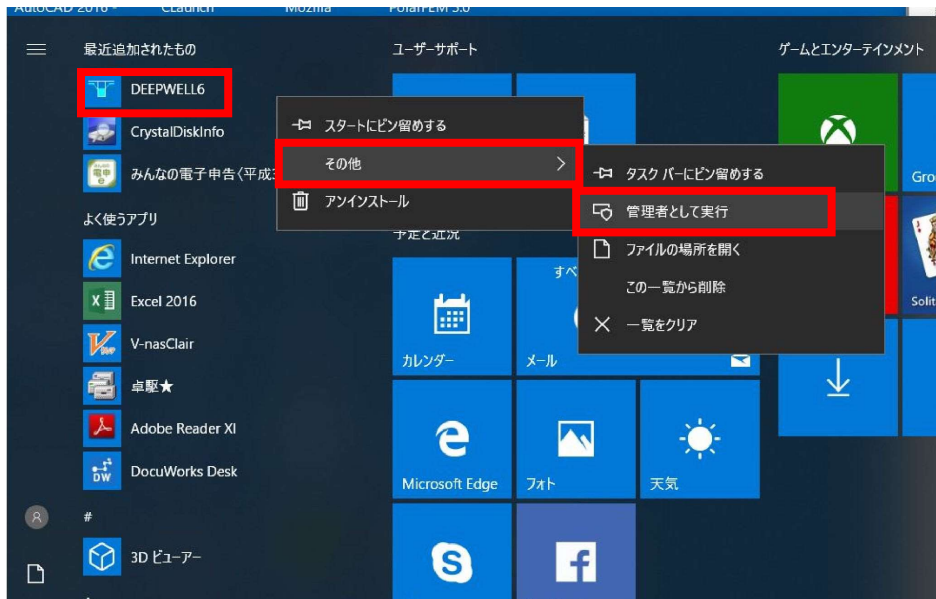 AutoCAD 2016 -
CLaunch
Mozilla
PolarFEM 3.0
最近追加されたもの
DEEPWELL6
CrystalDiskInfo
みんなの電子申告〈平成
よく使うアプリ
Internet Explorer
Excel 2016
V-nasClair
卓駆★
Adobe Reader XI
DocuWorks Desk
#
3D ビューアー
ユーザーサポート
スタートにピン留めする
その他
アンインストール
タスク バーにピン留めする
管理者として実行
ファイルの場所を開く
この一覧から削除
一覧をクリア
予定と近況
すべ
カレンダー
メール
Microsoft Edge
フォト
天気
ゲームとエンターテインメント
Gro
Solit